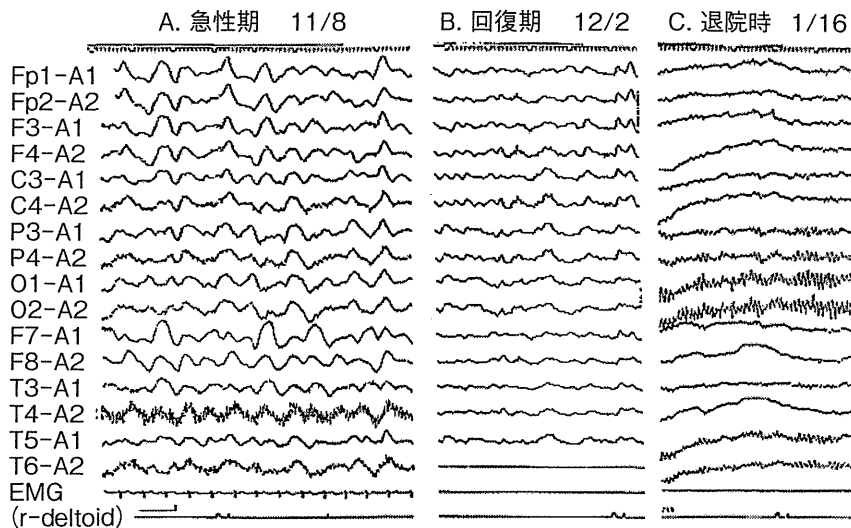 A. 急性期 11/8 B. 回復期 12/2 C. 退院時 1/16
Fp1-A1
Fp2-A2
F3-A1
F4-A2
C3-A1
C4-A2
P3-A1
P4-A2
O1-A1
O2-A2
F7-A1
F8-A2
T3-A1
T4-A2
T5-A1
T6-A2
EMG
(r-deltoid)